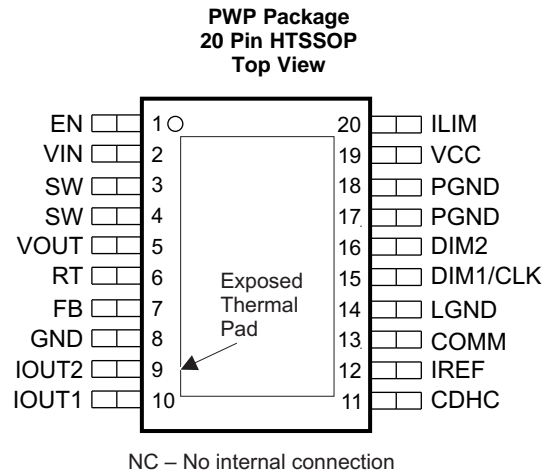 PWP Package
20 Pin HTSSOP
Top View
EN 1 20 ILIM
VIN 2 19 VCC
SW 3 18 PGND
SW 4 17 PGND
VOUT 5 16 DIM2
RT 6 15 DIM1/CLK
FB 7 14 LGND
GND 8 13 COMM
IOUT2 9 12 IREF
IOUT1 10 11 CDHC
Exposed
Thermal
Pad
NC – No internal connection